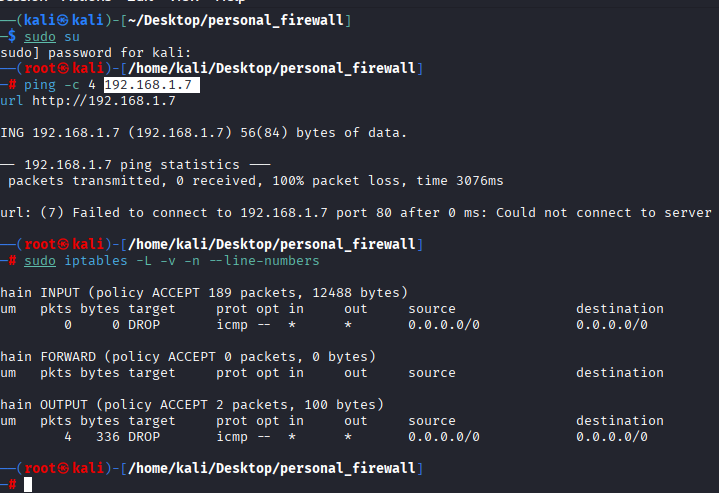 ──(kali㉿kali)-[~/Desktop/personal_firewall]
─$ sudo su
sudo] password for kali:
──(root㉿kali)-[/home/kali/Desktop/personal_firewall]
─# ping -c 4 192.168.1.7
url http://192.168.1.7
ING 192.168.1.7 (192.168.1.7) 56(84) bytes of data.
── 192.168.1.7 ping statistics ──
packets transmitted, 0 received, 100% packet loss, time 3076ms
url: (7) Failed to connect to 192.168.1.7 port 80 after 0 ms: Could not connect to server
──(root㉿kali)-[/home/kali/Desktop/personal_firewall]
─# sudo iptables -L -v -n --line-numbers
hain INPUT (policy ACCEPT 189 packets, 12488 bytes)
um pkts bytes target prot opt in out source destination
0 0 DROP icmp -- * * 0.0.0.0/0 0.0.0.0/0
hain FORWARD (policy ACCEPT 0 packets, 0 bytes)
um pkts bytes target prot opt in out source destination
hain OUTPUT (policy ACCEPT 2 packets, 100 bytes)
um pkts bytes target prot opt in out source destination
4 336 DROP icmp -- * * 0.0.0.0/0 0.0.0.0/0
──(root㉿kali)-[/home/kali/Desktop/personal_firewall]
─#